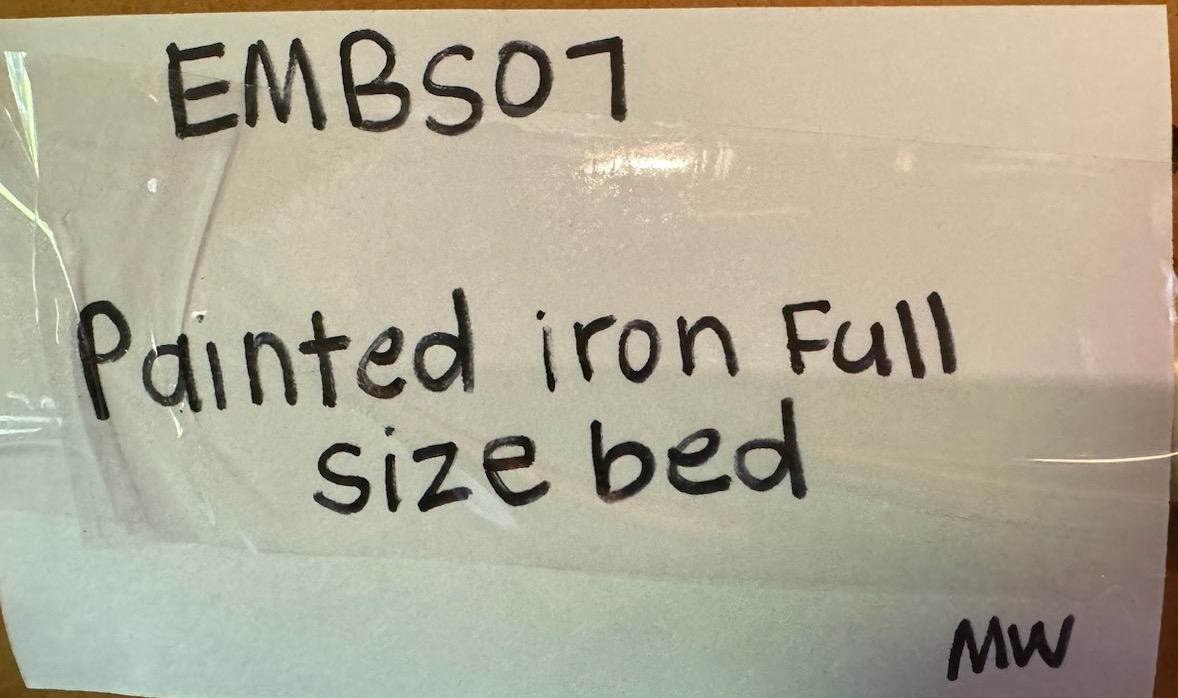 EMBS07
Painted iron Full
size bed
MW